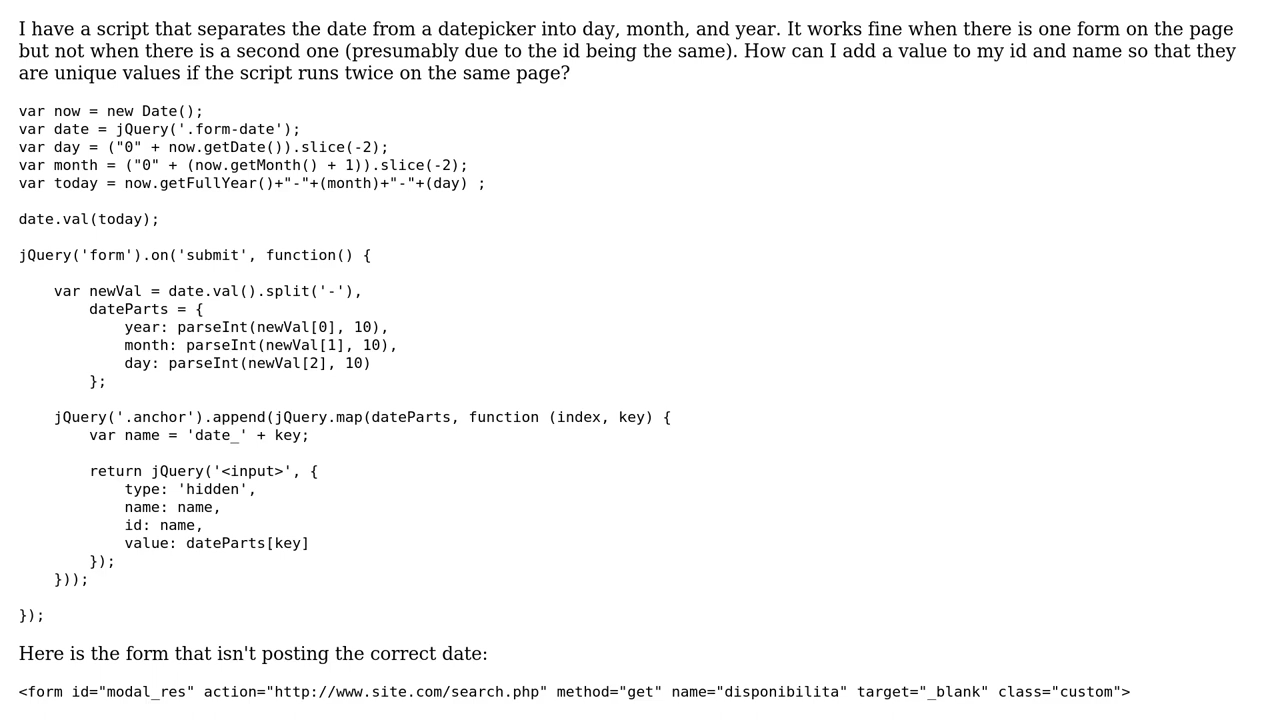 I have a script that separates the date from a datepicker into day, month, and year. It works fine when there is one form on the page
but not when there is a second one (presumably due to the id being the same). How can I add a value to my id and name so that they
are unique values if the script runs twice on the same page?
var now = new Date();
var date = jQuery('.form-date');
var day = ("0" + now.getDate()).slice(-2);
var month = ("0" + (now.getMonth() + 1)).slice(-2);
var today = now.getFullYear()+"-"+(month)+"-"+(day) ;
date.val(today);
jQuery('form').on('submit', function() {
    var newVal = date.val().split('-'),
        dateParts = {
            year: parseInt(newVal[0], 10),
            month: parseInt(newVal[1], 10),
            day: parseInt(newVal[2], 10)
        };
    jQuery('.anchor').append(jQuery.map(dateParts, function (index, key) {
        var name = 'date_' + key;
        return jQuery('<input>', {
            type: 'hidden',
            name: name,
            id: name,
            value: dateParts[key]
        });
    }));
});
Here is the form that isn't posting the correct date:
<form id="modal_res" action="http://www.site.com/search.php" method="get" name="disponibilita" target="_blank" class="custom">